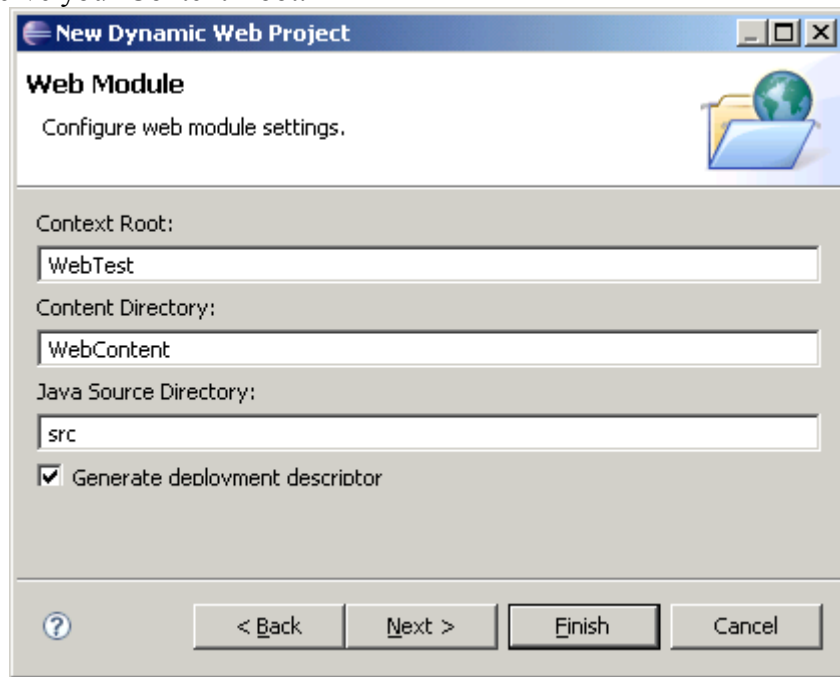 New Dynamic Web Project
Web Module
Configure web module settings.
Context Root:
WebTest
Content Directory:
WebContent
Java Source Directory:
src
Generate deployment descriptor
?
< Back Next > Finish Cancel